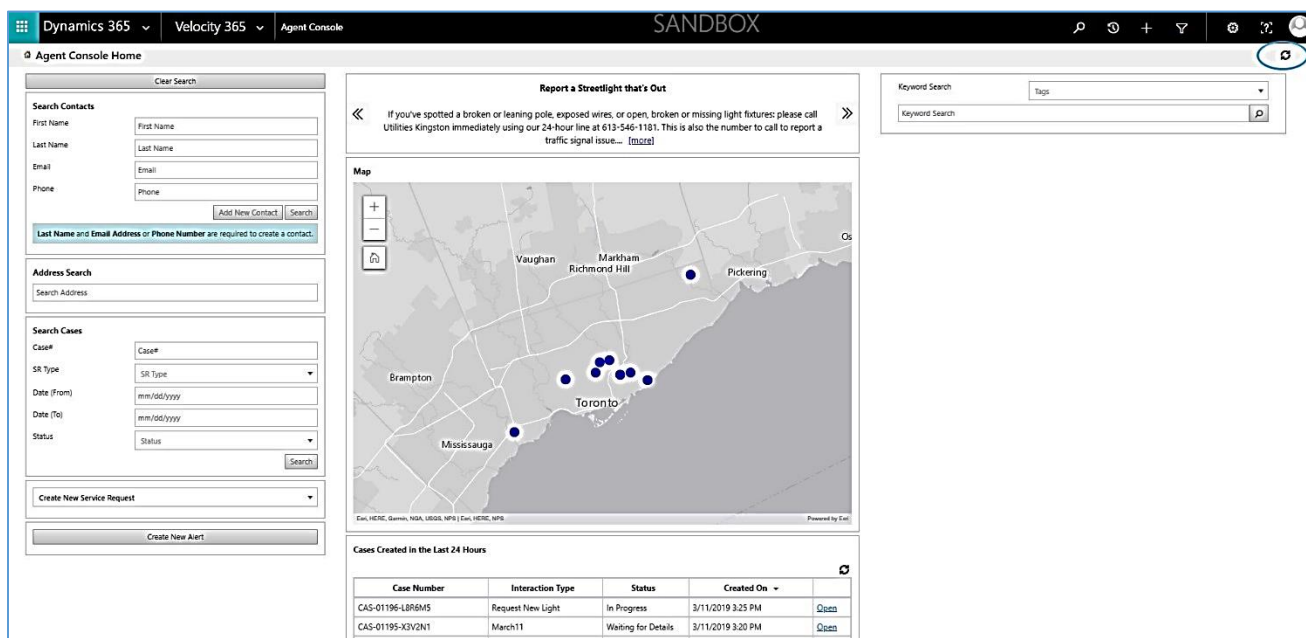 Dynamics 365 Velocity 365 Agent Console SANDBOX
Agent Console Home
Clear Search
Search Contacts
First Name First Name
Last Name Last Name
Email Email
Phone Phone
Add New Contact Search
Last Name and Email Address or Phone Number are required to create a contact.
Address Search
Search Address
Search Cases
Case# Case#
SR Type SR Type
Date (From) mm/dd/yyyy
Date (To) mm/dd/yyyy
Status Status
Search
Create New Service Request
Create New Alert
Report a Streetlight that's Out
If you've spotted a broken or leaning pole, exposed wires, or open, broken or missing light fixtures: please call
Utilities Kingston immediately using our 24-hour line at 613-546-1181. This is also the number to call to report a
traffic signal issue.... [more]
Map
Os
Vaughan Markham
Richmond Hill Pickering
Brampton
Toronto
Mississauga
Esri, HERE, Garmin, NGA, USGS, NPS | Esri, HERE, NPS Powered by Esri
Cases Created in the Last 24 Hours
Case Number Interaction Type Status Created On
CAS-01196-L8R6M5 Request New Light In Progress 3/11/2019 3:25 PM Open
CAS-01195-X3V2N1 March11 Waiting for Details 3/11/2019 3:20 PM Open
Keyword Search Tags
Keyword Search